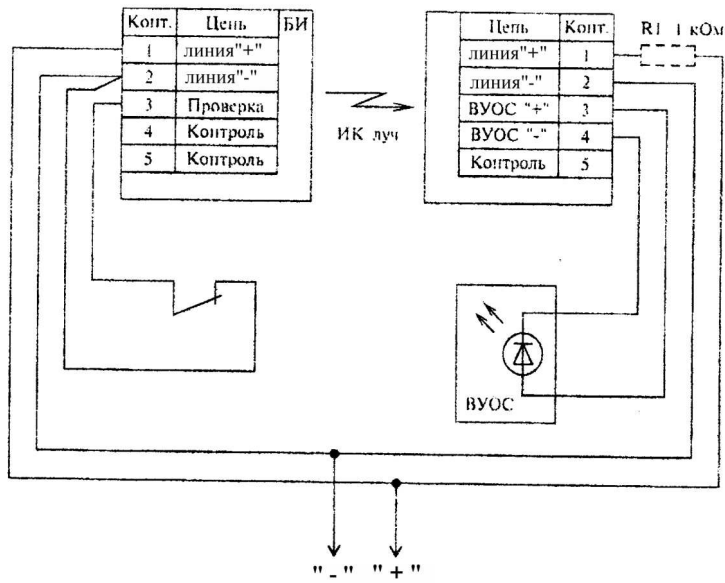 Конт. Цепь БИ
1 линия"+"
2 линия"-"
3 Проверка
4 Контроль
5 Контроль
ИК луч
Цепь Конт.
линия"+" 1
линия"-" 2
ВУОС "+" 3
ВУОС "-" 4
Контроль 5
R1 1 кОм
ВУОС
"-" "+"